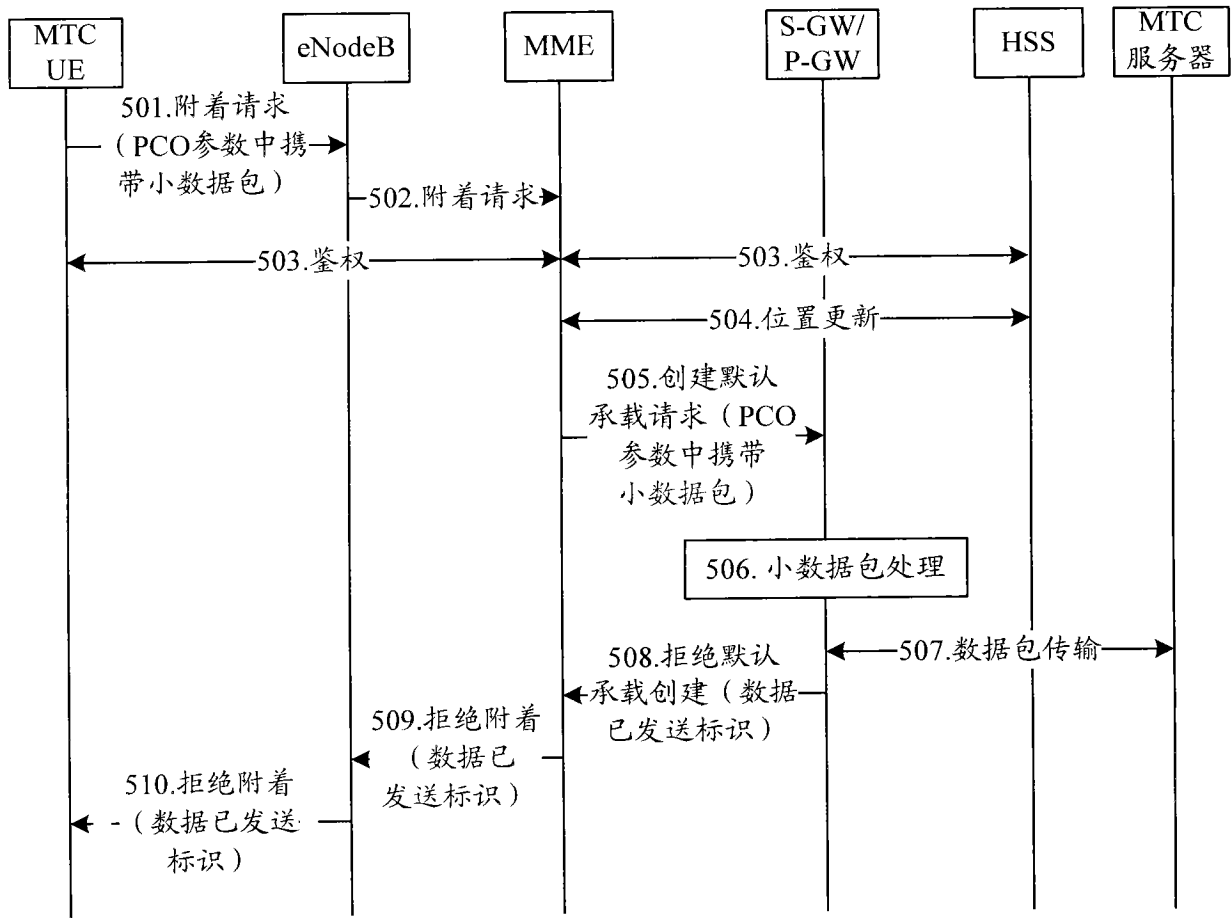 MTC
UE
eNodeB
MME
S-GW/
P-GW
HSS
MTC
服务器
501.附着请求
（PCO参数中携
带小数据包）
502.附着请求
503.鉴权
503.鉴权
504.位置更新
505.创建默认
承载请求（PCO
参数中携带
小数据包）
506. 小数据包处理
507.数据包传输
508.拒绝默认
承载创建（数据
已发送标识）
509.拒绝附着
（数据已
发送标识）
510.拒绝附着
（数据已发送
标识）